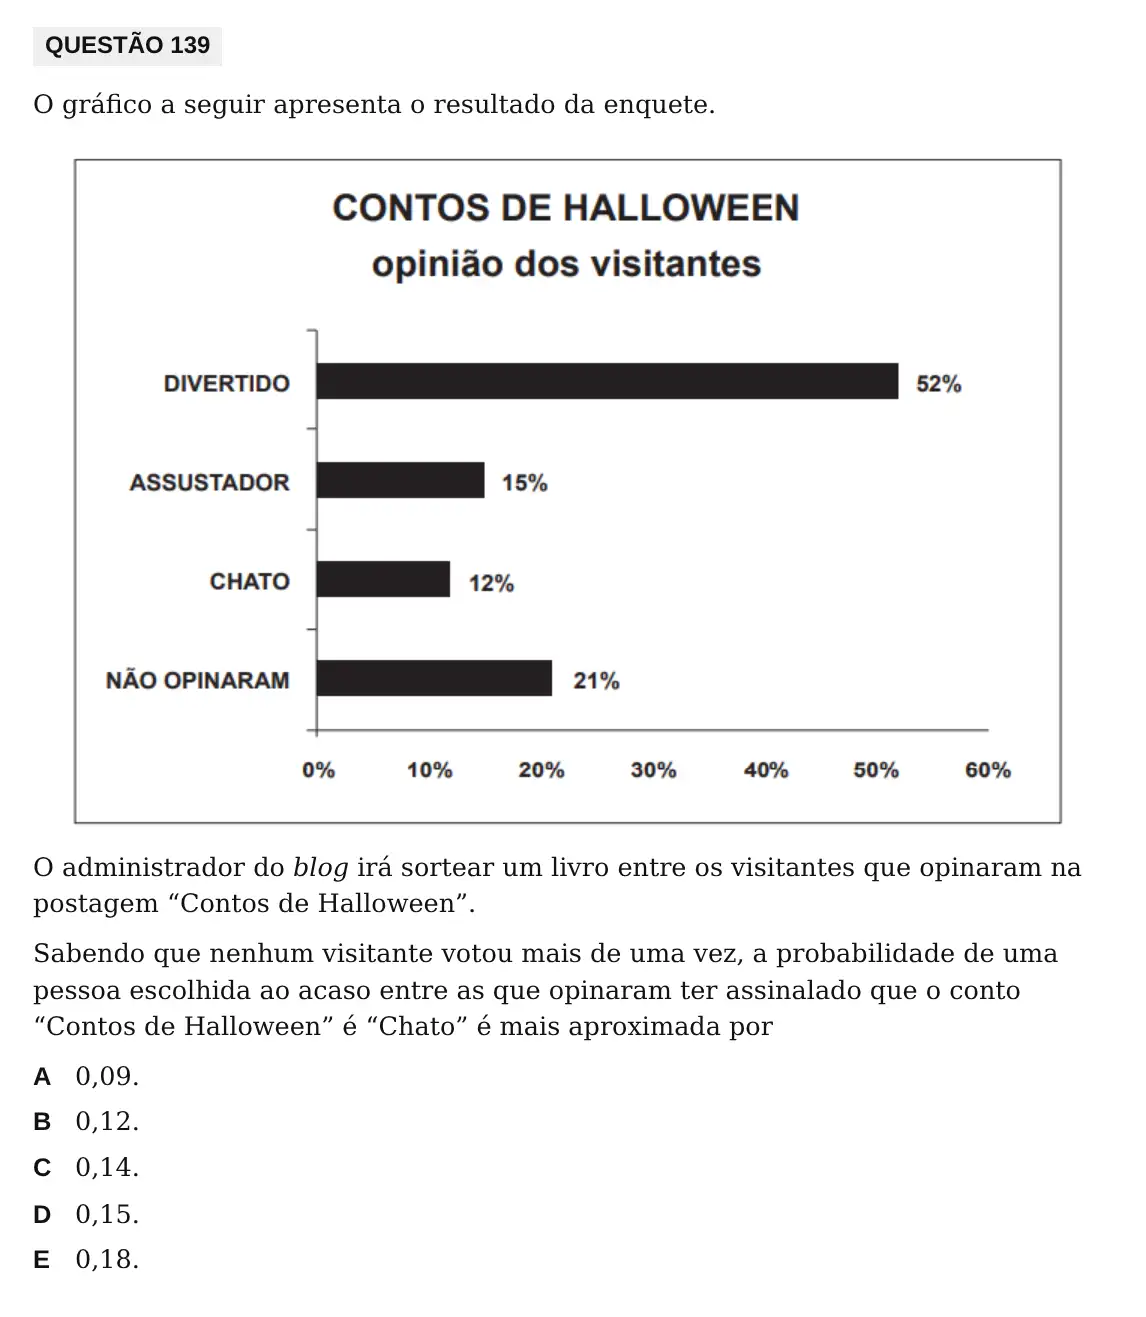 QUESTÃO 139
O gráfico a seguir apresenta o resultado da enquete.
CONTOS DE HALLOWEEN
opinião dos visitantes
DIVERTIDO 52%
ASSUSTADOR 15%
CHATO 12%
NÃO OPINARAM 21%
0% 10% 20% 30% 40% 50% 60%
O administrador do blog irá sortear um livro entre os visitantes que opinaram na
postagem “Contos de Halloween”.
Sabendo que nenhum visitante votou mais de uma vez, a probabilidade de uma
pessoa escolhida ao acaso entre as que opinaram ter assinalado que o conto
“Contos de Halloween” é “Chato” é mais aproximada por
A 0,09.
B 0,12.
C 0,14.
D 0,15.
E 0,18.